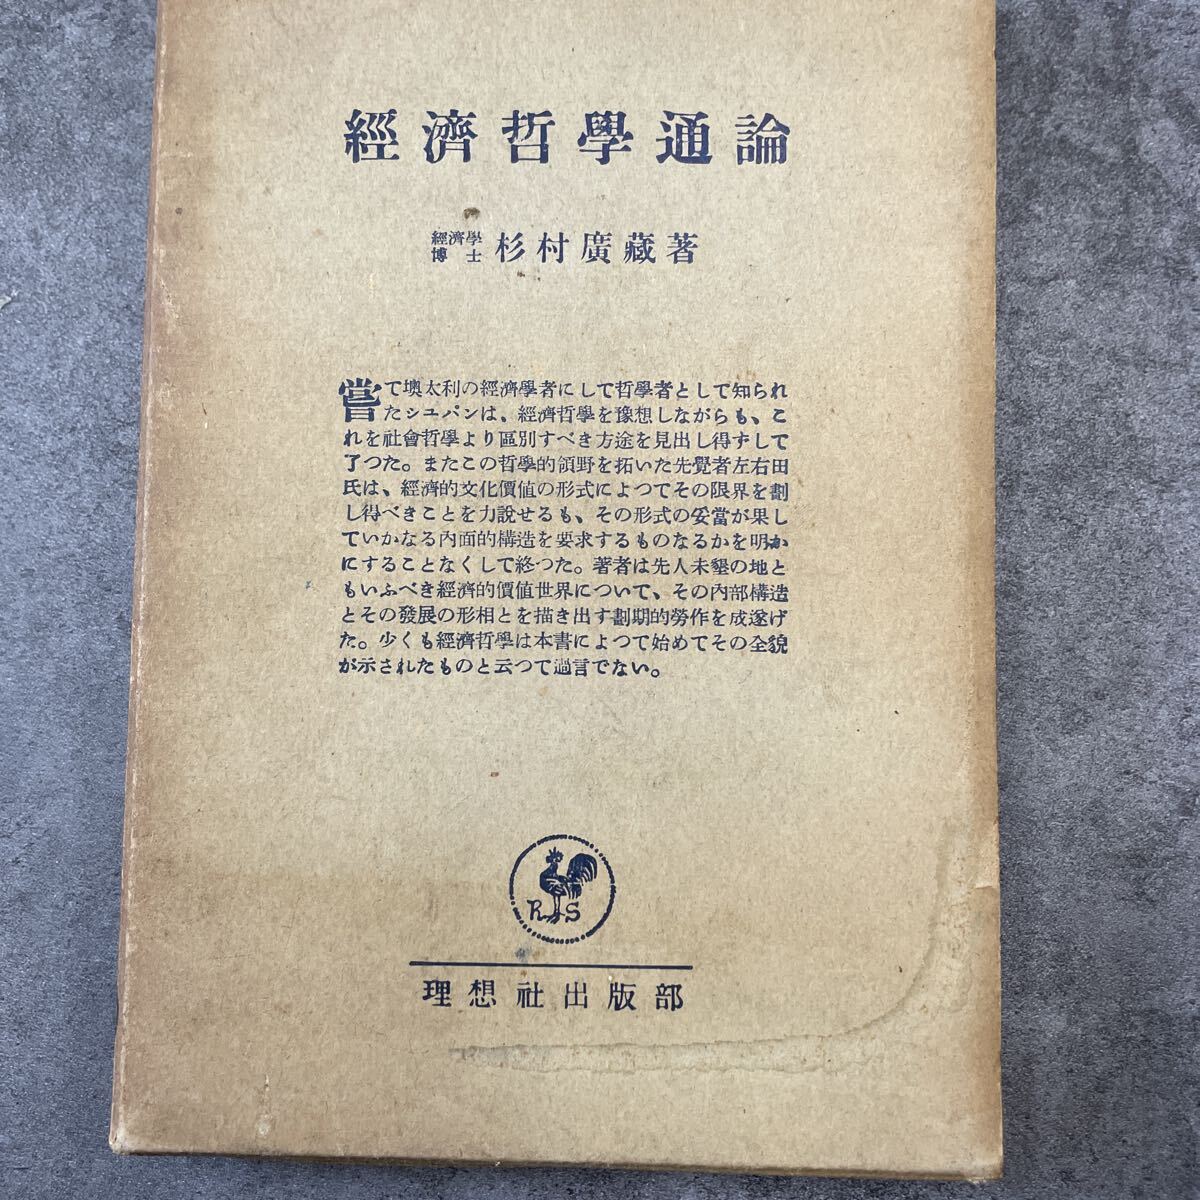 經濟哲學通論
經濟學
博士
杉村廣藏著
嘗て墺太利の經濟學者にして哲學者として知られ
たシユパンは、經濟哲學を豫想しながらも、こ
れを社會哲學より區別すべき方途を見出し得ずして
了つた。またこの哲學的領野を拓いた先覺者左右田
氏は、經濟的文化價値の形式によつてその限界を劃
し得べきことを力說せるも、その形式の妥當が果し
ていかなる內面的構造を要求するものなるかを明か
にすることなくして終つた。著者は先人未墾の地と
もいふべき經濟的價値世界について、その內部構造
とその發展の形相とを描き出す劃期的勞作を成遂げ
た。少くも經濟哲學は本書によつて始めてその全貌
が示されたものと云つて過言でない。
R S
理想社出版部